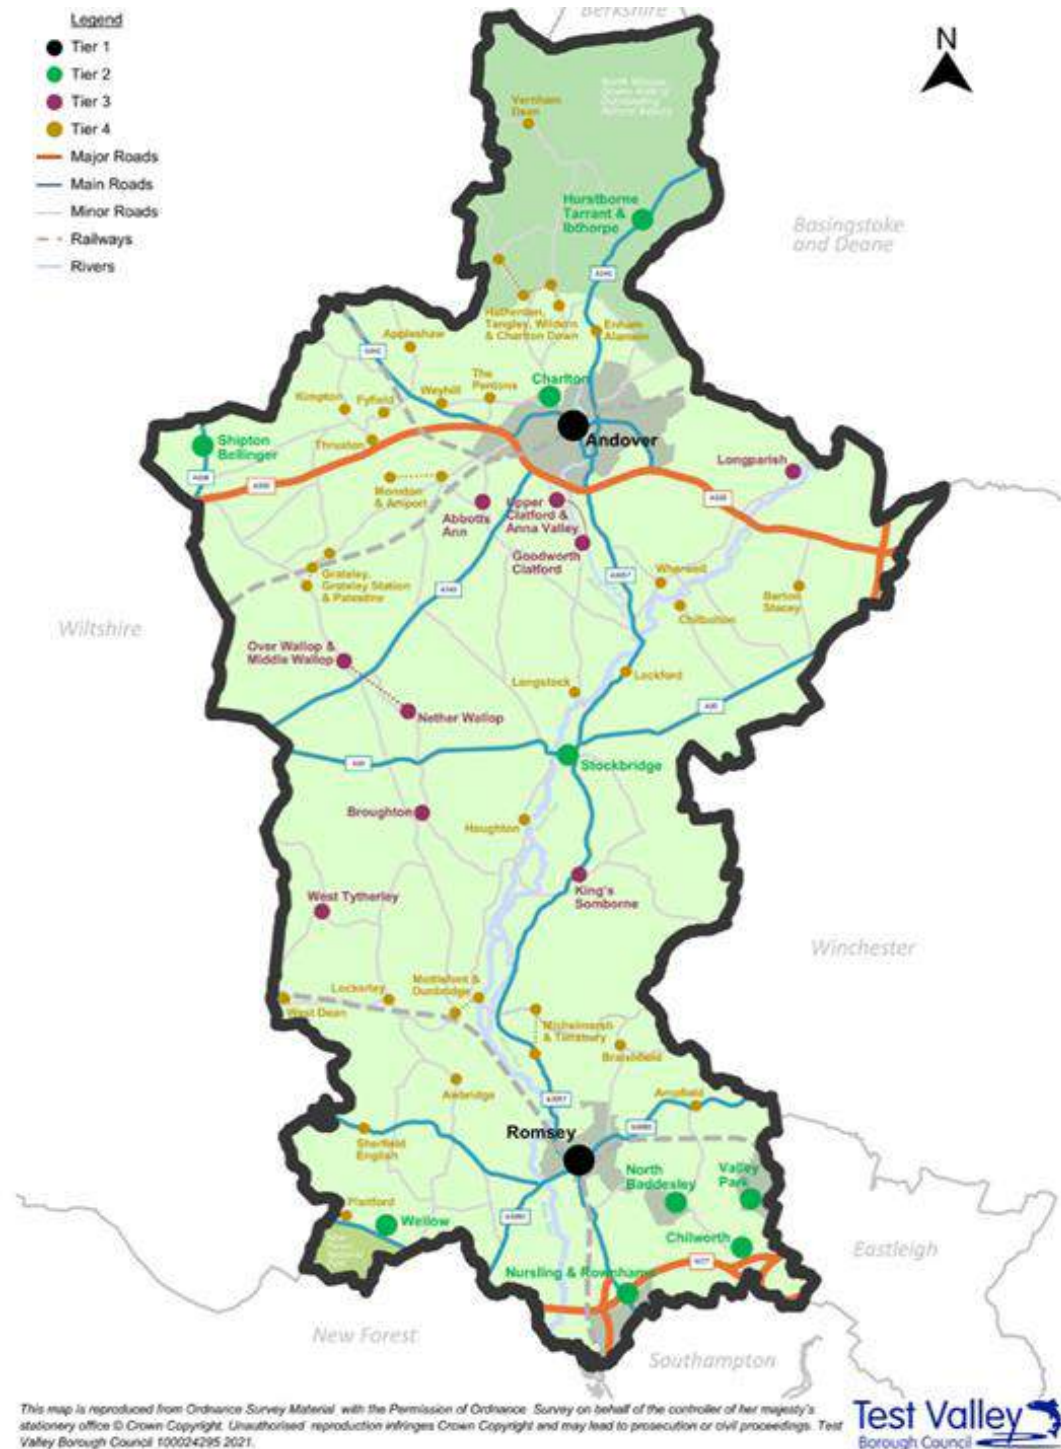 Berkshire
Legend
Tier 1
Tier 2
Tier 3
Tier 4
Major Roads
Main Roads
Minor Roads
Railways
Rivers
N
Vernham
Dean
Hurstborne
Tarrant &
Ibthorpe
Basingstoke
and Deane
Hatherden,
Tangley, Wildern
& Charlton Down
Enham
Alamein
Appleshaw
The
Pentons
Weyhill
Charlton
Kimpton
Fyfield
Thruxton
Andover
Shipton
Bellinger
Longparish
Monxton
& Amport
Abbotts
Ann
Upper
Clatford &
Anna Valley
Goodworth
Clatford
Grateley,
Grateley Station
& Palestine
Wherwell
Barton
Stacey
Chilbolton
Wiltshire
Over Wallop &
Middle Wallop
Longstock
Leckford
Nether Wallop
Stockbridge
Broughton
Houghton
West Tytherley
King's
Somborne
Winchester
Lockerley
Mottisfont &
Dunbridge
West Dean
Michelmersh
& Timsbury
Braishfield
Awbridge
Ampfield
A3057
Romsey
Sherfield
English
North
Baddesley
Valley
Park
Plaitford
Wellow
Chilworth
Eastleigh
Nursling & Rownhams
M27
New Forest
Southampton
This map is reproduced from Ordnance Survey Material with the Permission of Ordnance Survey on behalf of the controller of her majesty's
stationery office © Crown Copyright. Unauthorised reproduction infringes Crown Copyright and may lead to prosecution or civil proceedings. Test
Valley Borough Council 100024295 2021.
Test Valley
Borough Council